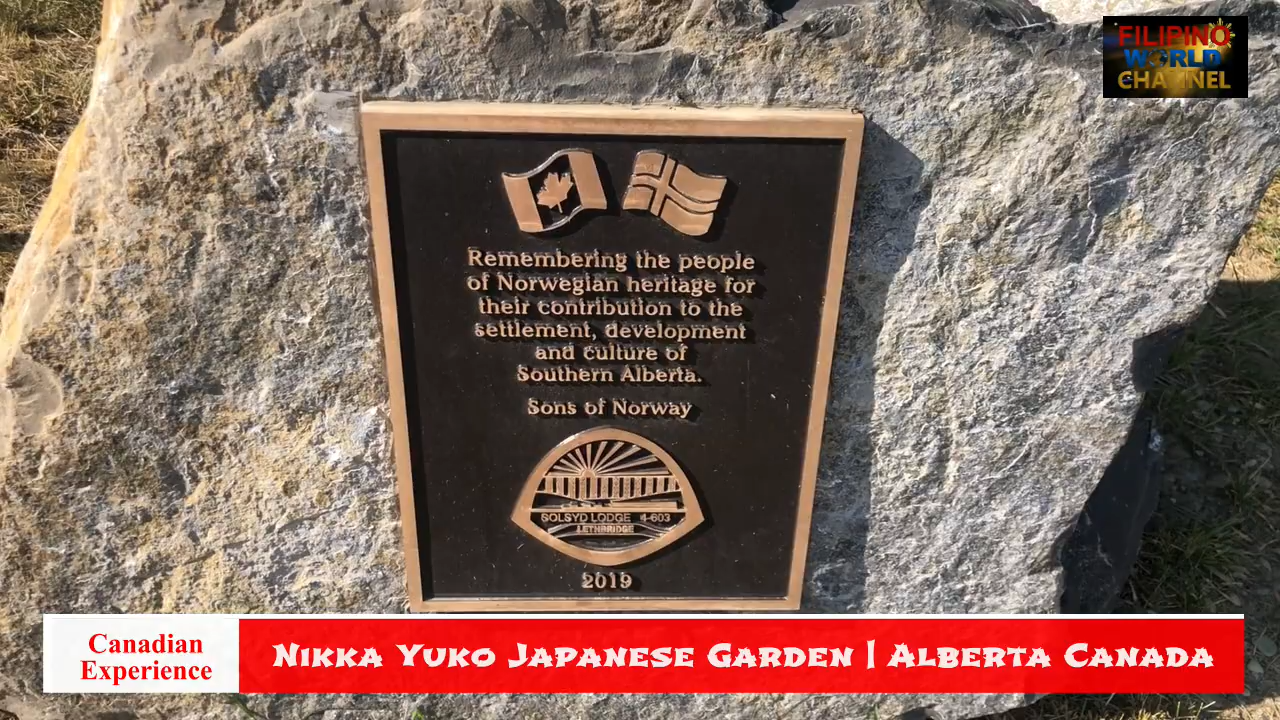 FILIPINO
WORLD
CHANNEL
Remembering the people
of Norwegian heritage for
their contribution to the
settlement, development
and culture of
Southern Alberta.
Sons of Norway
SOLSYD LODGE 4-603
LETHBRIDGE
2019
Canadian
Experience
Nikka Yuko Japanese Garden | Alberta Canada